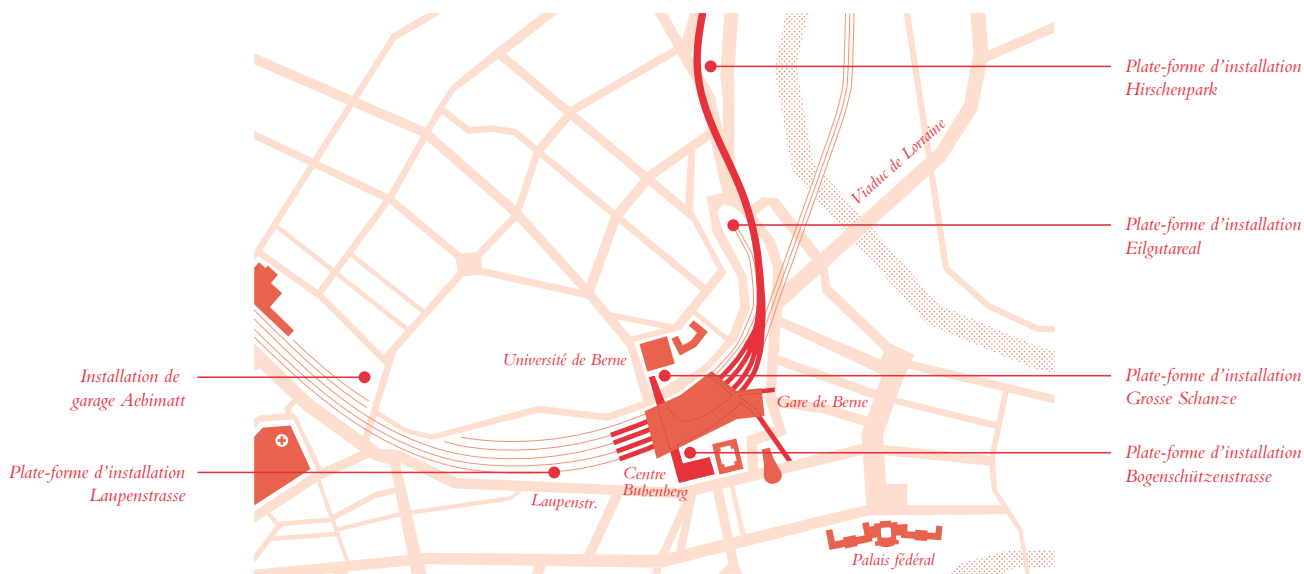 Plate-forme d'installation
Hirschenpark
Viaduc de Lorraine
Plate-forme d'installation
Eilgutareal
Université de Berne
Installation de
garage Aebimatt
Plate-forme d'installation
Grosse Schanze
Gare de Berne
Plate-forme d'installation
Bogenschützenstrasse
Plate-forme d'installation
Laupenstrasse
Centre
Bubenberg
Laupenstr.
Palais fédéral